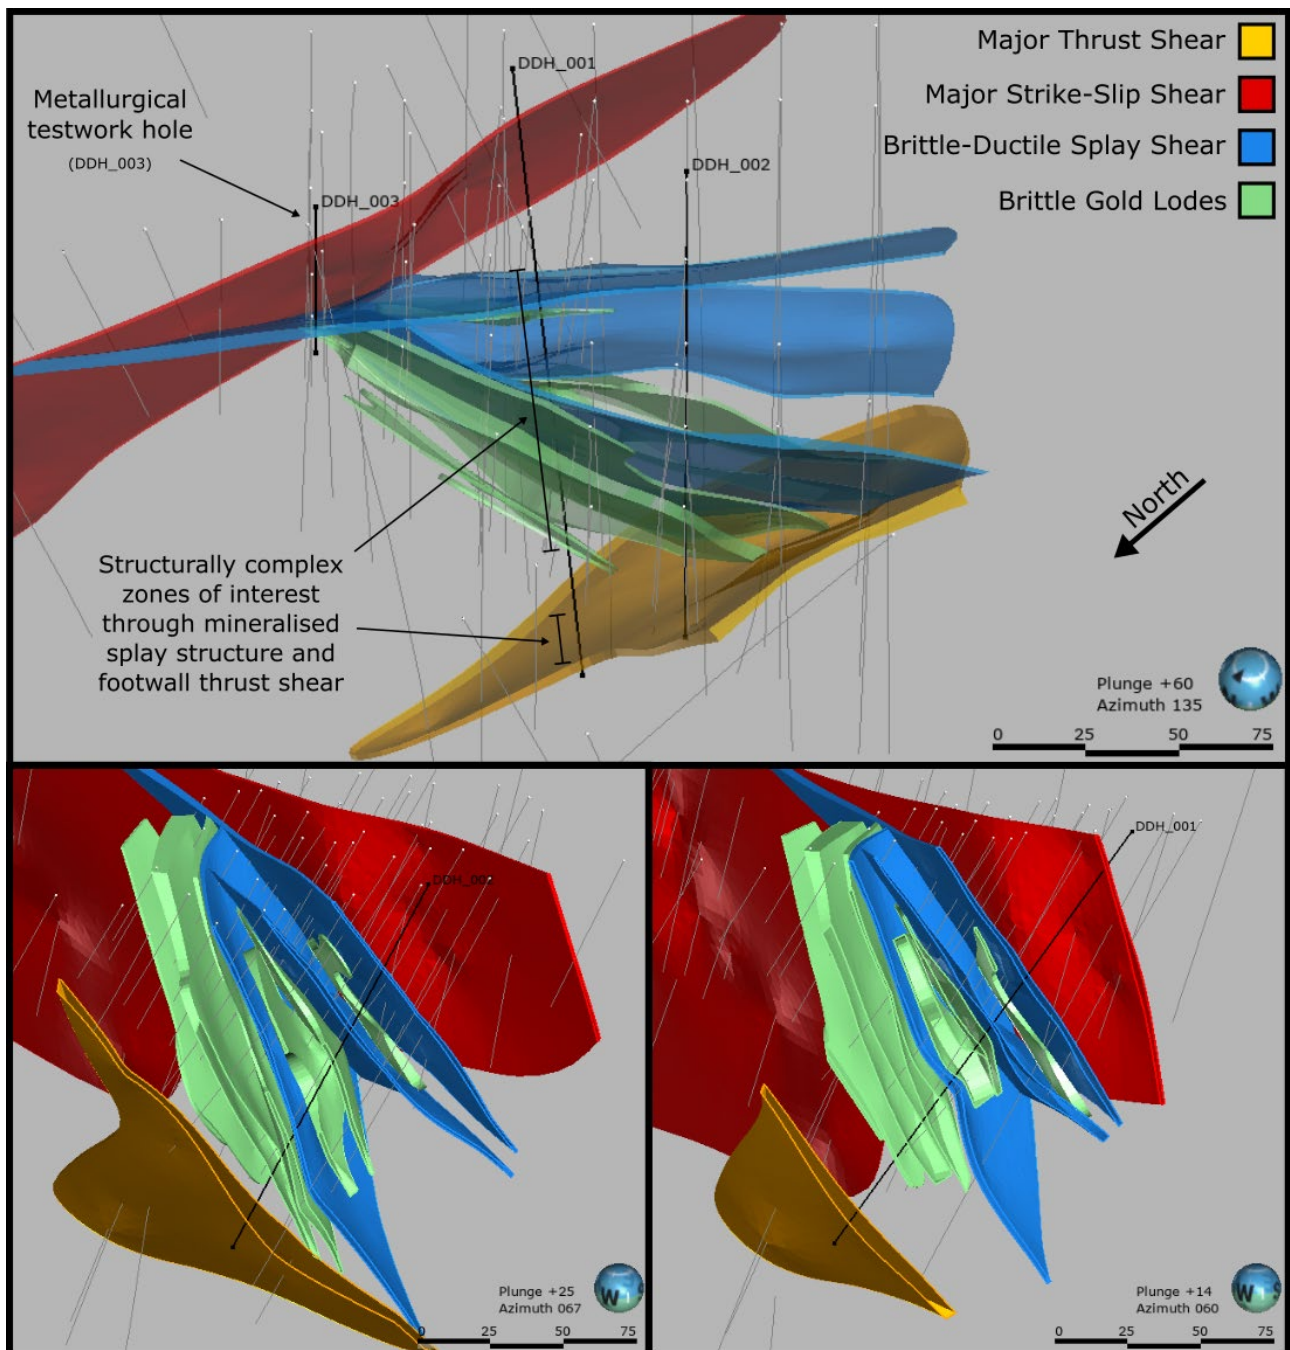 Major Thrust Shear
Major Strike-Slip Shear
Brittle-Ductile Splay Shear
Brittle Gold Lodes
DDH_001
Metallurgical
testwork hole
(DDH_003)
DDH_002
DDH_003
North
Structurally complex
zones of interest
through mineralised
splay structure and
footwall thrust shear
Plunge +60
Azimuth 135
0 25 50 75
DDH_002
W S
Plunge +25
Azimuth 067
0 25 50 75
DDH_001
W S
Plunge +14
Azimuth 060
0 25 50 75